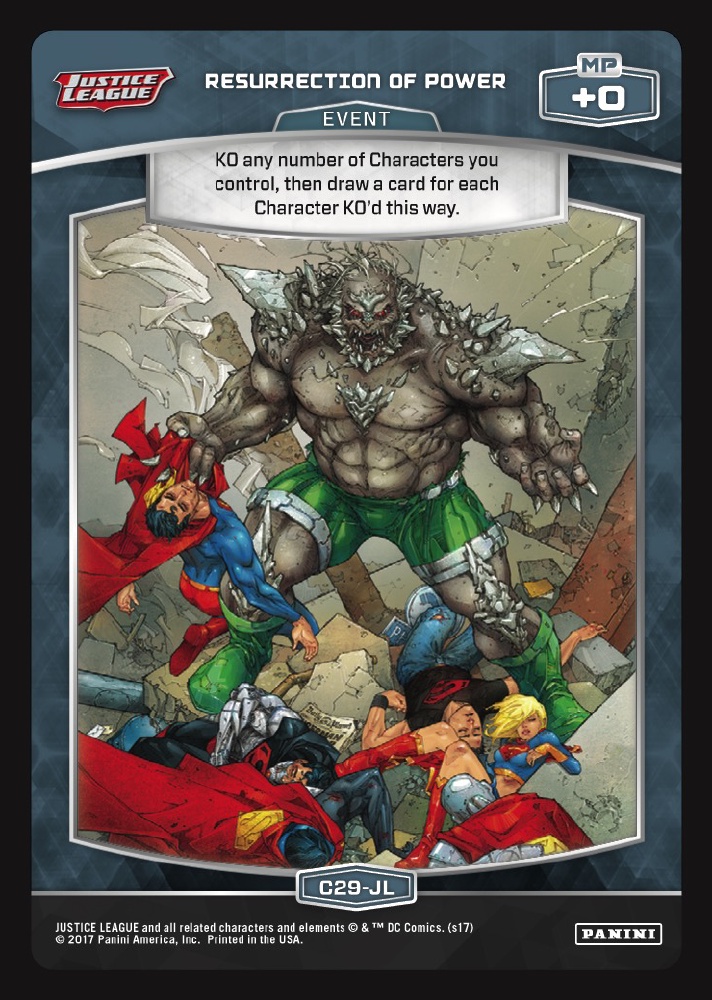 JUSTICE
LEAGUE
RESURRECTION OF POWER
MP
+0
EVENT
KO any number of Characters you
control, then draw a card for each
Character KO'd this way.
C29-JL
JUSTICE LEAGUE and all related characters and elements © & ™ DC Comics. (s17)
© 2017 Panini America, Inc. Printed in the USA.
PANINI